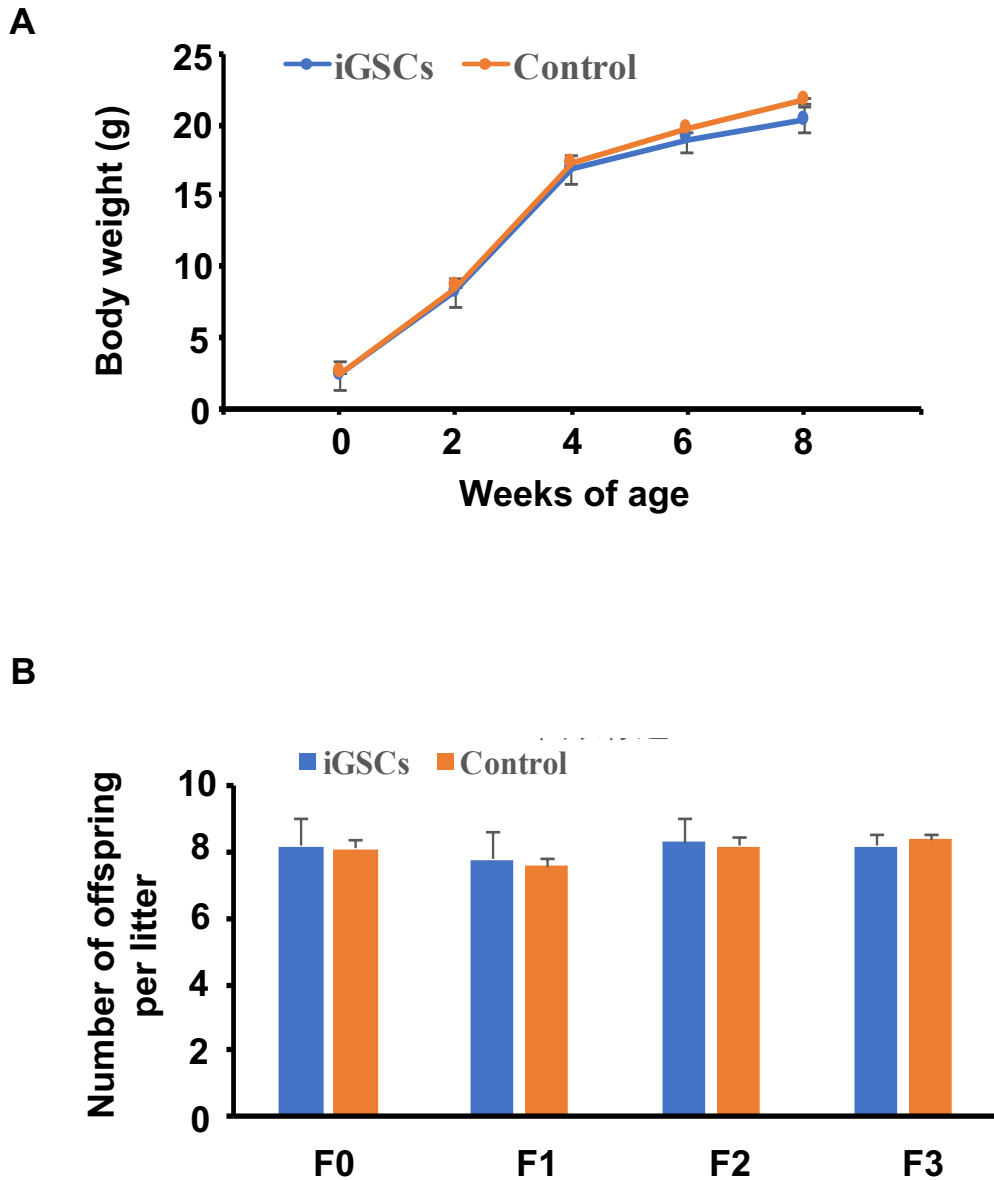 A
iGSCs Control
25
20
15
10
5
0
Body weight (g)
0 2 4 6 8
Weeks of age
B
iGSCs Control
10
8
6
4
2
0
Number of offspring
per litter
F0 F1 F2 F3